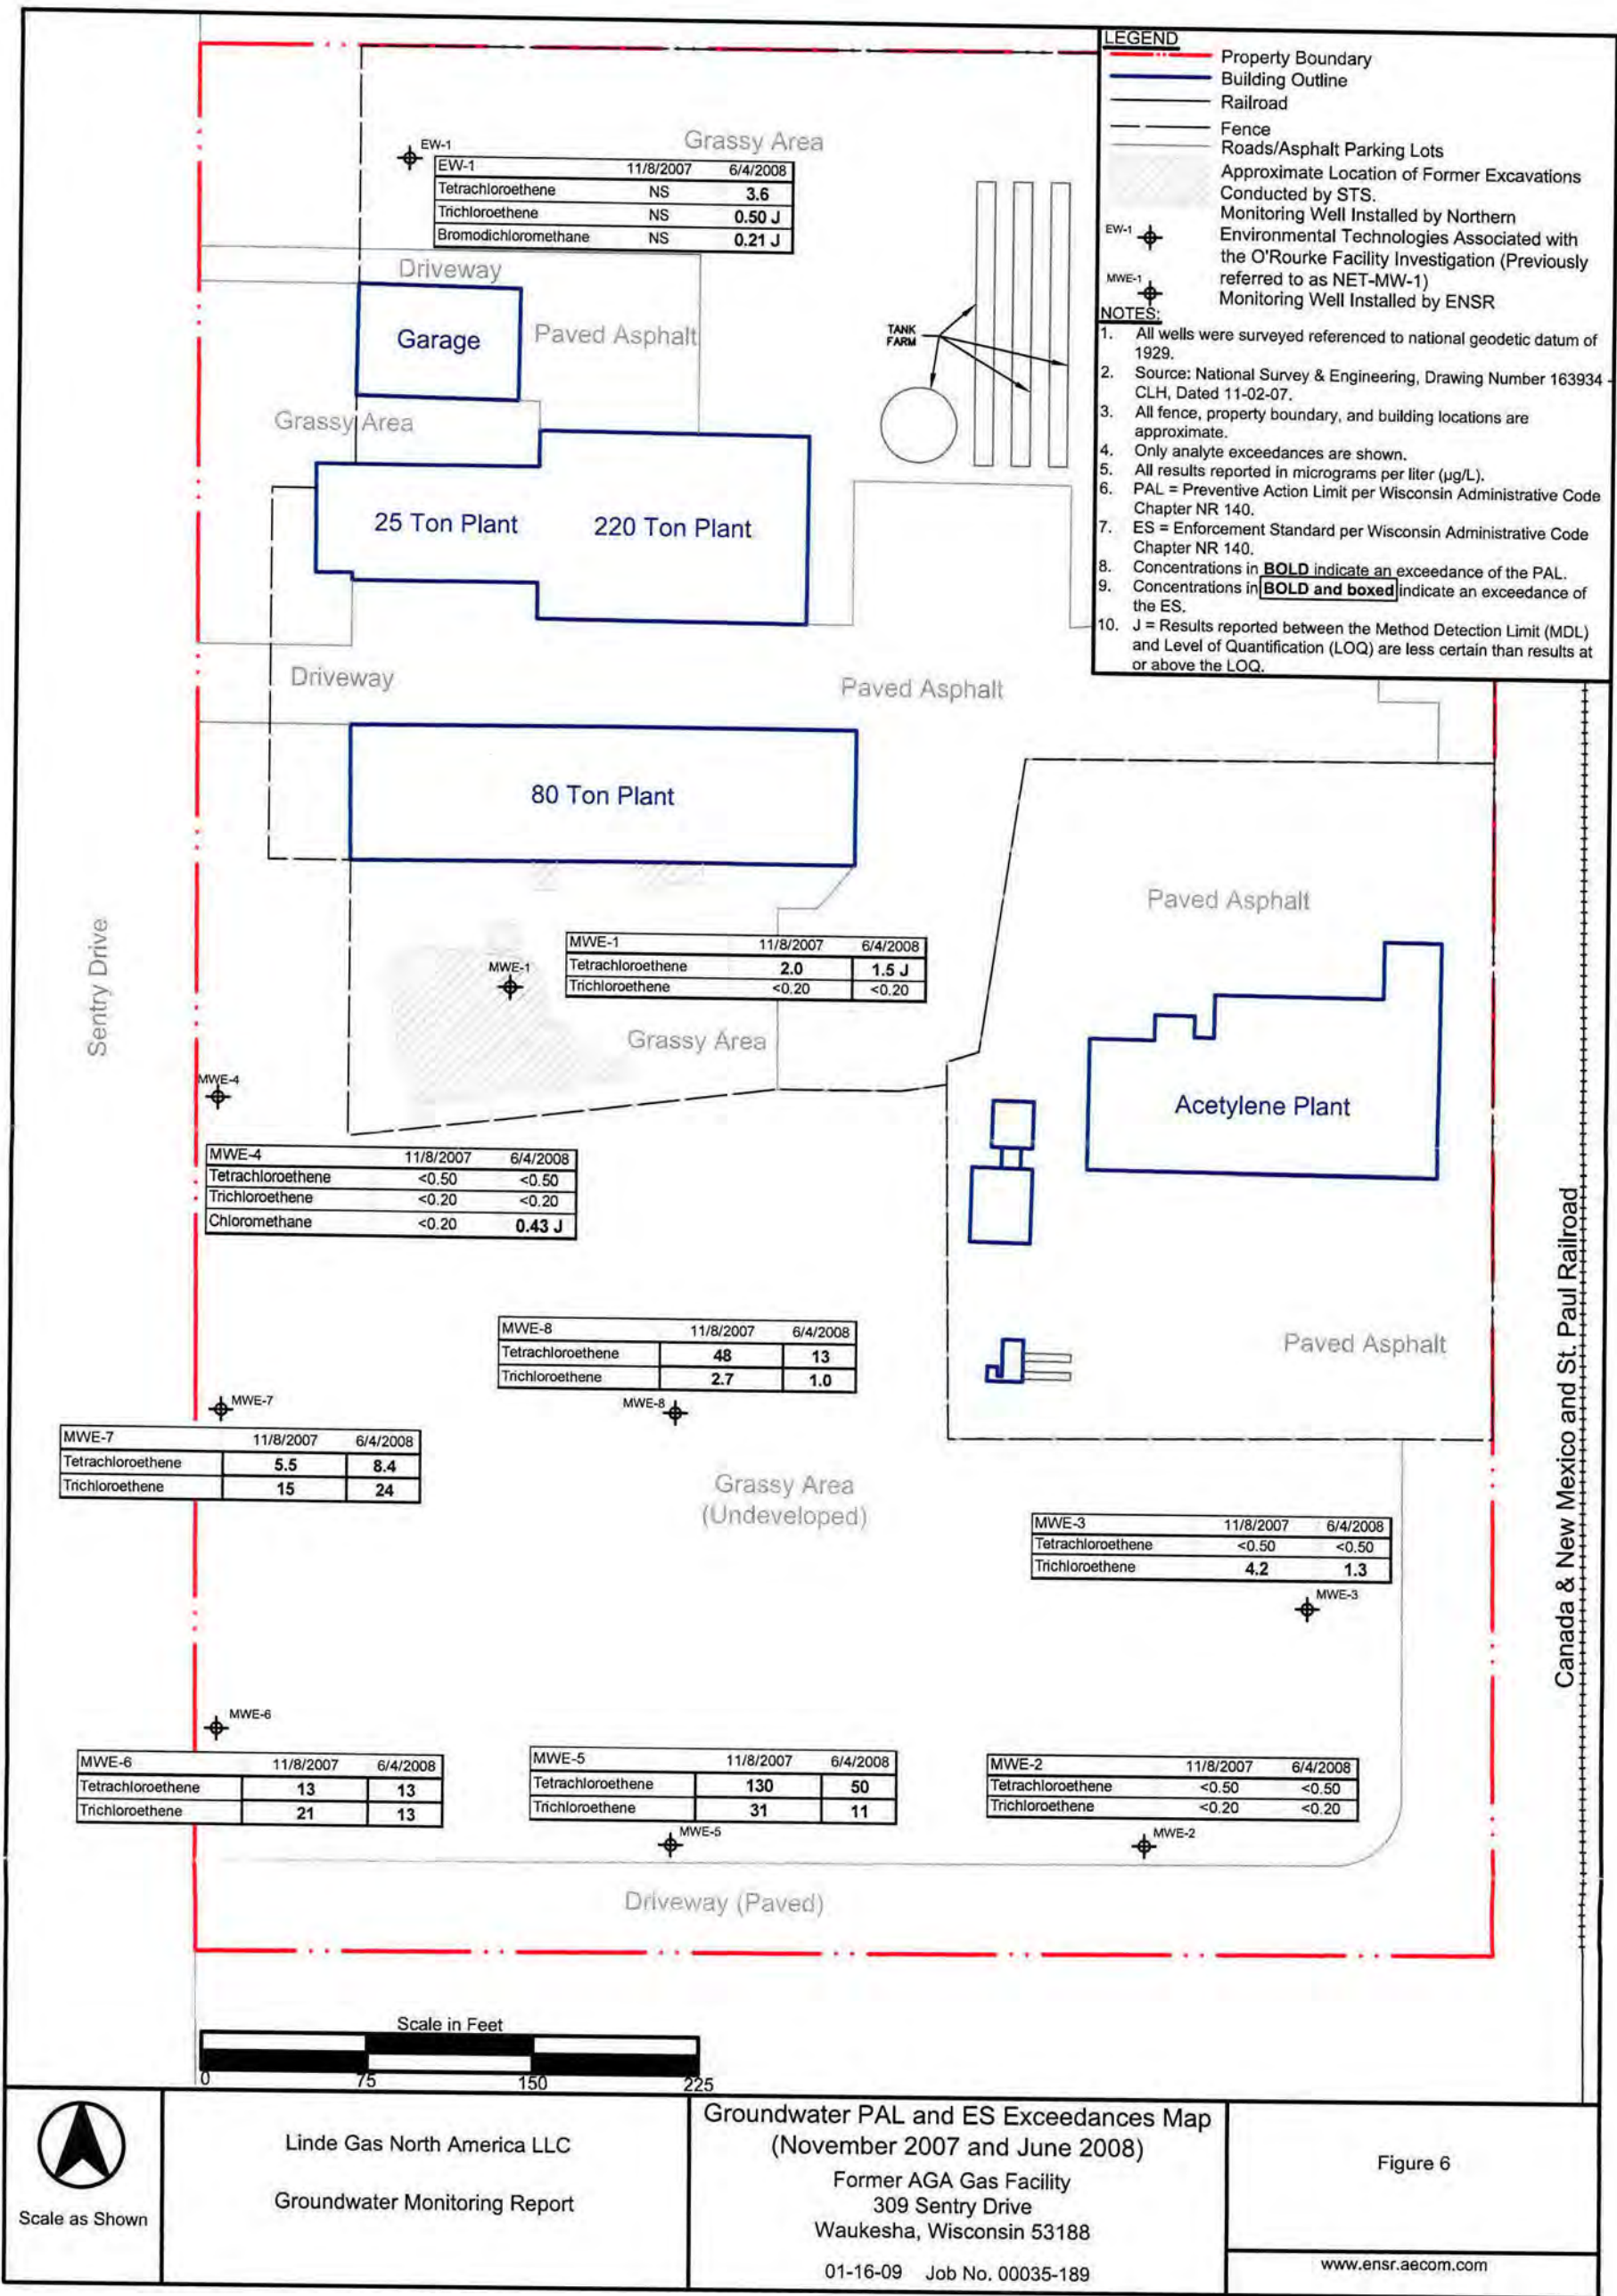 LEGEND
Property Boundary
Building Outline
Railroad
Fence
Roads/Asphalt Parking Lots
Approximate Location of Former Excavations
Conducted by STS.
EW-1
Monitoring Well Installed by Northern
Environmental Technologies Associated with
the O'Rourke Facility Investigation (Previously
referred to as NET-MW-1)
MWE-1
Monitoring Well Installed by ENSR
NOTES:
1. All wells were surveyed referenced to national geodetic datum of
1929.
2. Source: National Survey & Engineering, Drawing Number 163934 -
CLH, Dated 11-02-07.
3. All fence, property boundary, and building locations are
approximate.
4. Only analyte exceedances are shown.
5. All results reported in micrograms per liter (µg/L).
6. PAL = Preventive Action Limit per Wisconsin Administrative Code
Chapter NR 140.
7. ES = Enforcement Standard per Wisconsin Administrative Code
Chapter NR 140.
8. Concentrations in BOLD indicate an exceedance of the PAL.
9. Concentrations in BOLD and boxed indicate an exceedance of
the ES.
10. J = Results reported between the Method Detection Limit (MDL)
and Level of Quantification (LOQ) are less certain than results at
or above the LOQ.
Grassy Area
EW-1
EW-1 11/8/2007 6/4/2008
Tetrachloroethene NS 3.6
Trichloroethene NS 0.50 J
Bromodichloromethane NS 0.21 J
Driveway
Garage
Paved Asphalt
TANK
FARM
Grassy Area
25 Ton Plant
220 Ton Plant
Driveway
Paved Asphalt
80 Ton Plant
Paved Asphalt
Sentry Drive
MWE-1
MWE-1 11/8/2007 6/4/2008
Tetrachloroethene 2.0 1.5 J
Trichloroethene <0.20 <0.20
Grassy Area
MWE-4
Acetylene Plant
MWE-4 11/8/2007 6/4/2008
Tetrachloroethene <0.50 <0.50
Trichloroethene <0.20 <0.20
Chloromethane <0.20 0.43 J
Canada & New Mexico and St. Paul Railroad
MWE-8 11/8/2007 6/4/2008
Tetrachloroethene 48 13
Trichloroethene 2.7 1.0
MWE-8
Paved Asphalt
MWE-7
MWE-7 11/8/2007 6/4/2008
Tetrachloroethene 5.5 8.4
Trichloroethene 15 24
Grassy Area
(Undeveloped)
MWE-3 11/8/2007 6/4/2008
Tetrachloroethene <0.50 <0.50
Trichloroethene 4.2 1.3
MWE-3
MWE-6
MWE-6 11/8/2007 6/4/2008
Tetrachloroethene 13 13
Trichloroethene 21 13
MWE-5 11/8/2007 6/4/2008
Tetrachloroethene 130 50
Trichloroethene 31 11
MWE-5
MWE-2 11/8/2007 6/4/2008
Tetrachloroethene <0.50 <0.50
Trichloroethene <0.20 <0.20
MWE-2
Driveway (Paved)
Scale in Feet
0 75 150 225
Scale as Shown
Linde Gas North America LLC
Groundwater Monitoring Report
Groundwater PAL and ES Exceedances Map
(November 2007 and June 2008)
Former AGA Gas Facility
309 Sentry Drive
Waukesha, Wisconsin 53188
01-16-09 Job No. 00035-189
Figure 6
www.ensr.aecom.com